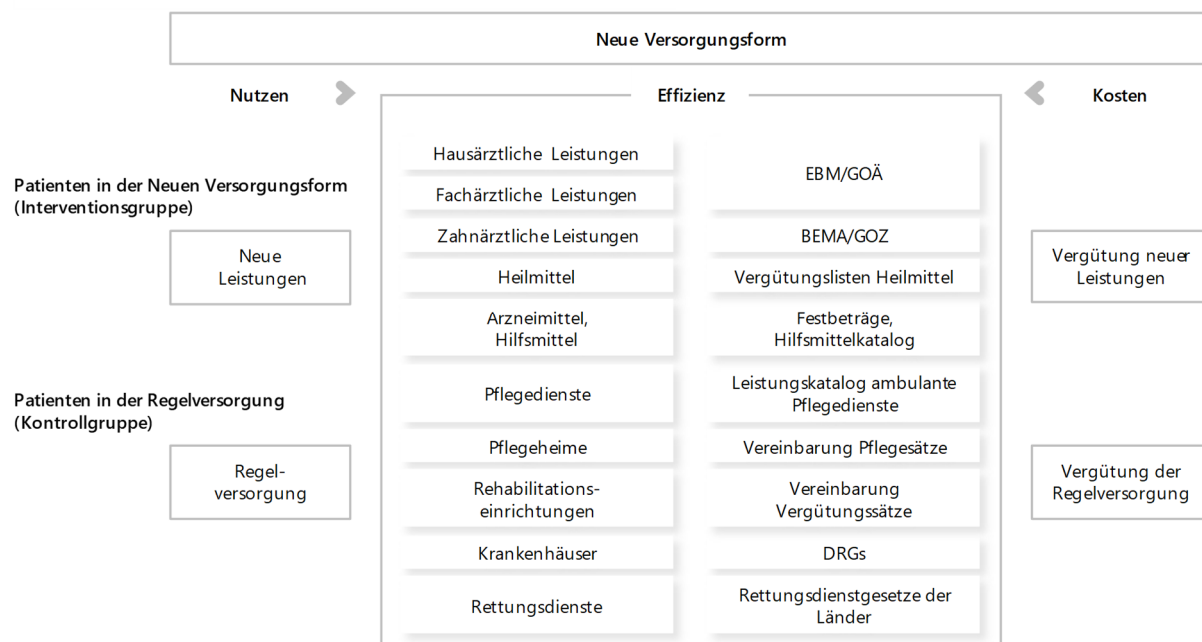 Neue Versorgungsform
Nutzen
Effizienz
Kosten
Patienten in der Neuen Versorgungsform
(Interventionsgruppe)
Neue
Leistungen
Patienten in der Regelversorgung
(Kontrollgruppe)
Regel-
versorgung
Hausärztliche Leistungen
Fachärztliche Leistungen
EBM/GOÄ
Zahnärztliche Leistungen
BEMA/GOZ
Heilmittel
Vergütungslisten Heilmittel
Arzneimittel,
Hilfsmittel
Festbeträge,
Hilfsmittelkatalog
Pflegedienste
Leistungskatalog ambulante
Pflegedienste
Pflegeheime
Vereinbarung Pflegesätze
Rehabilitations-
einrichtungen
Vereinbarung
Vergütungssätze
Krankenhäuser
DRGs
Rettungsdienste
Rettungsdienstgesetze der
Länder
Vergütung neuer
Leistungen
Vergütung der
Regelversorgung